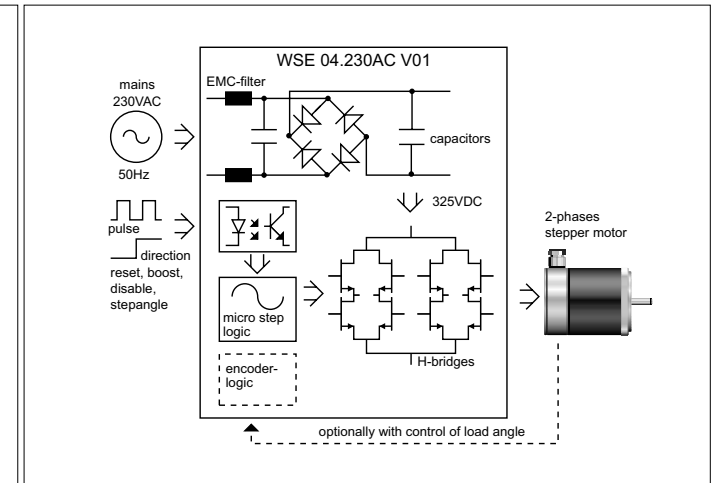 WSE 04.230AC V01
mains
230VAC
50Hz
EMC-filter
capacitors
325VDC
pulse
direction
reset, boost,
disable,
stepangle
micro step
logic
encoder-
logic
H-bridges
2-phases
stepper motor
optionally with control of load angle